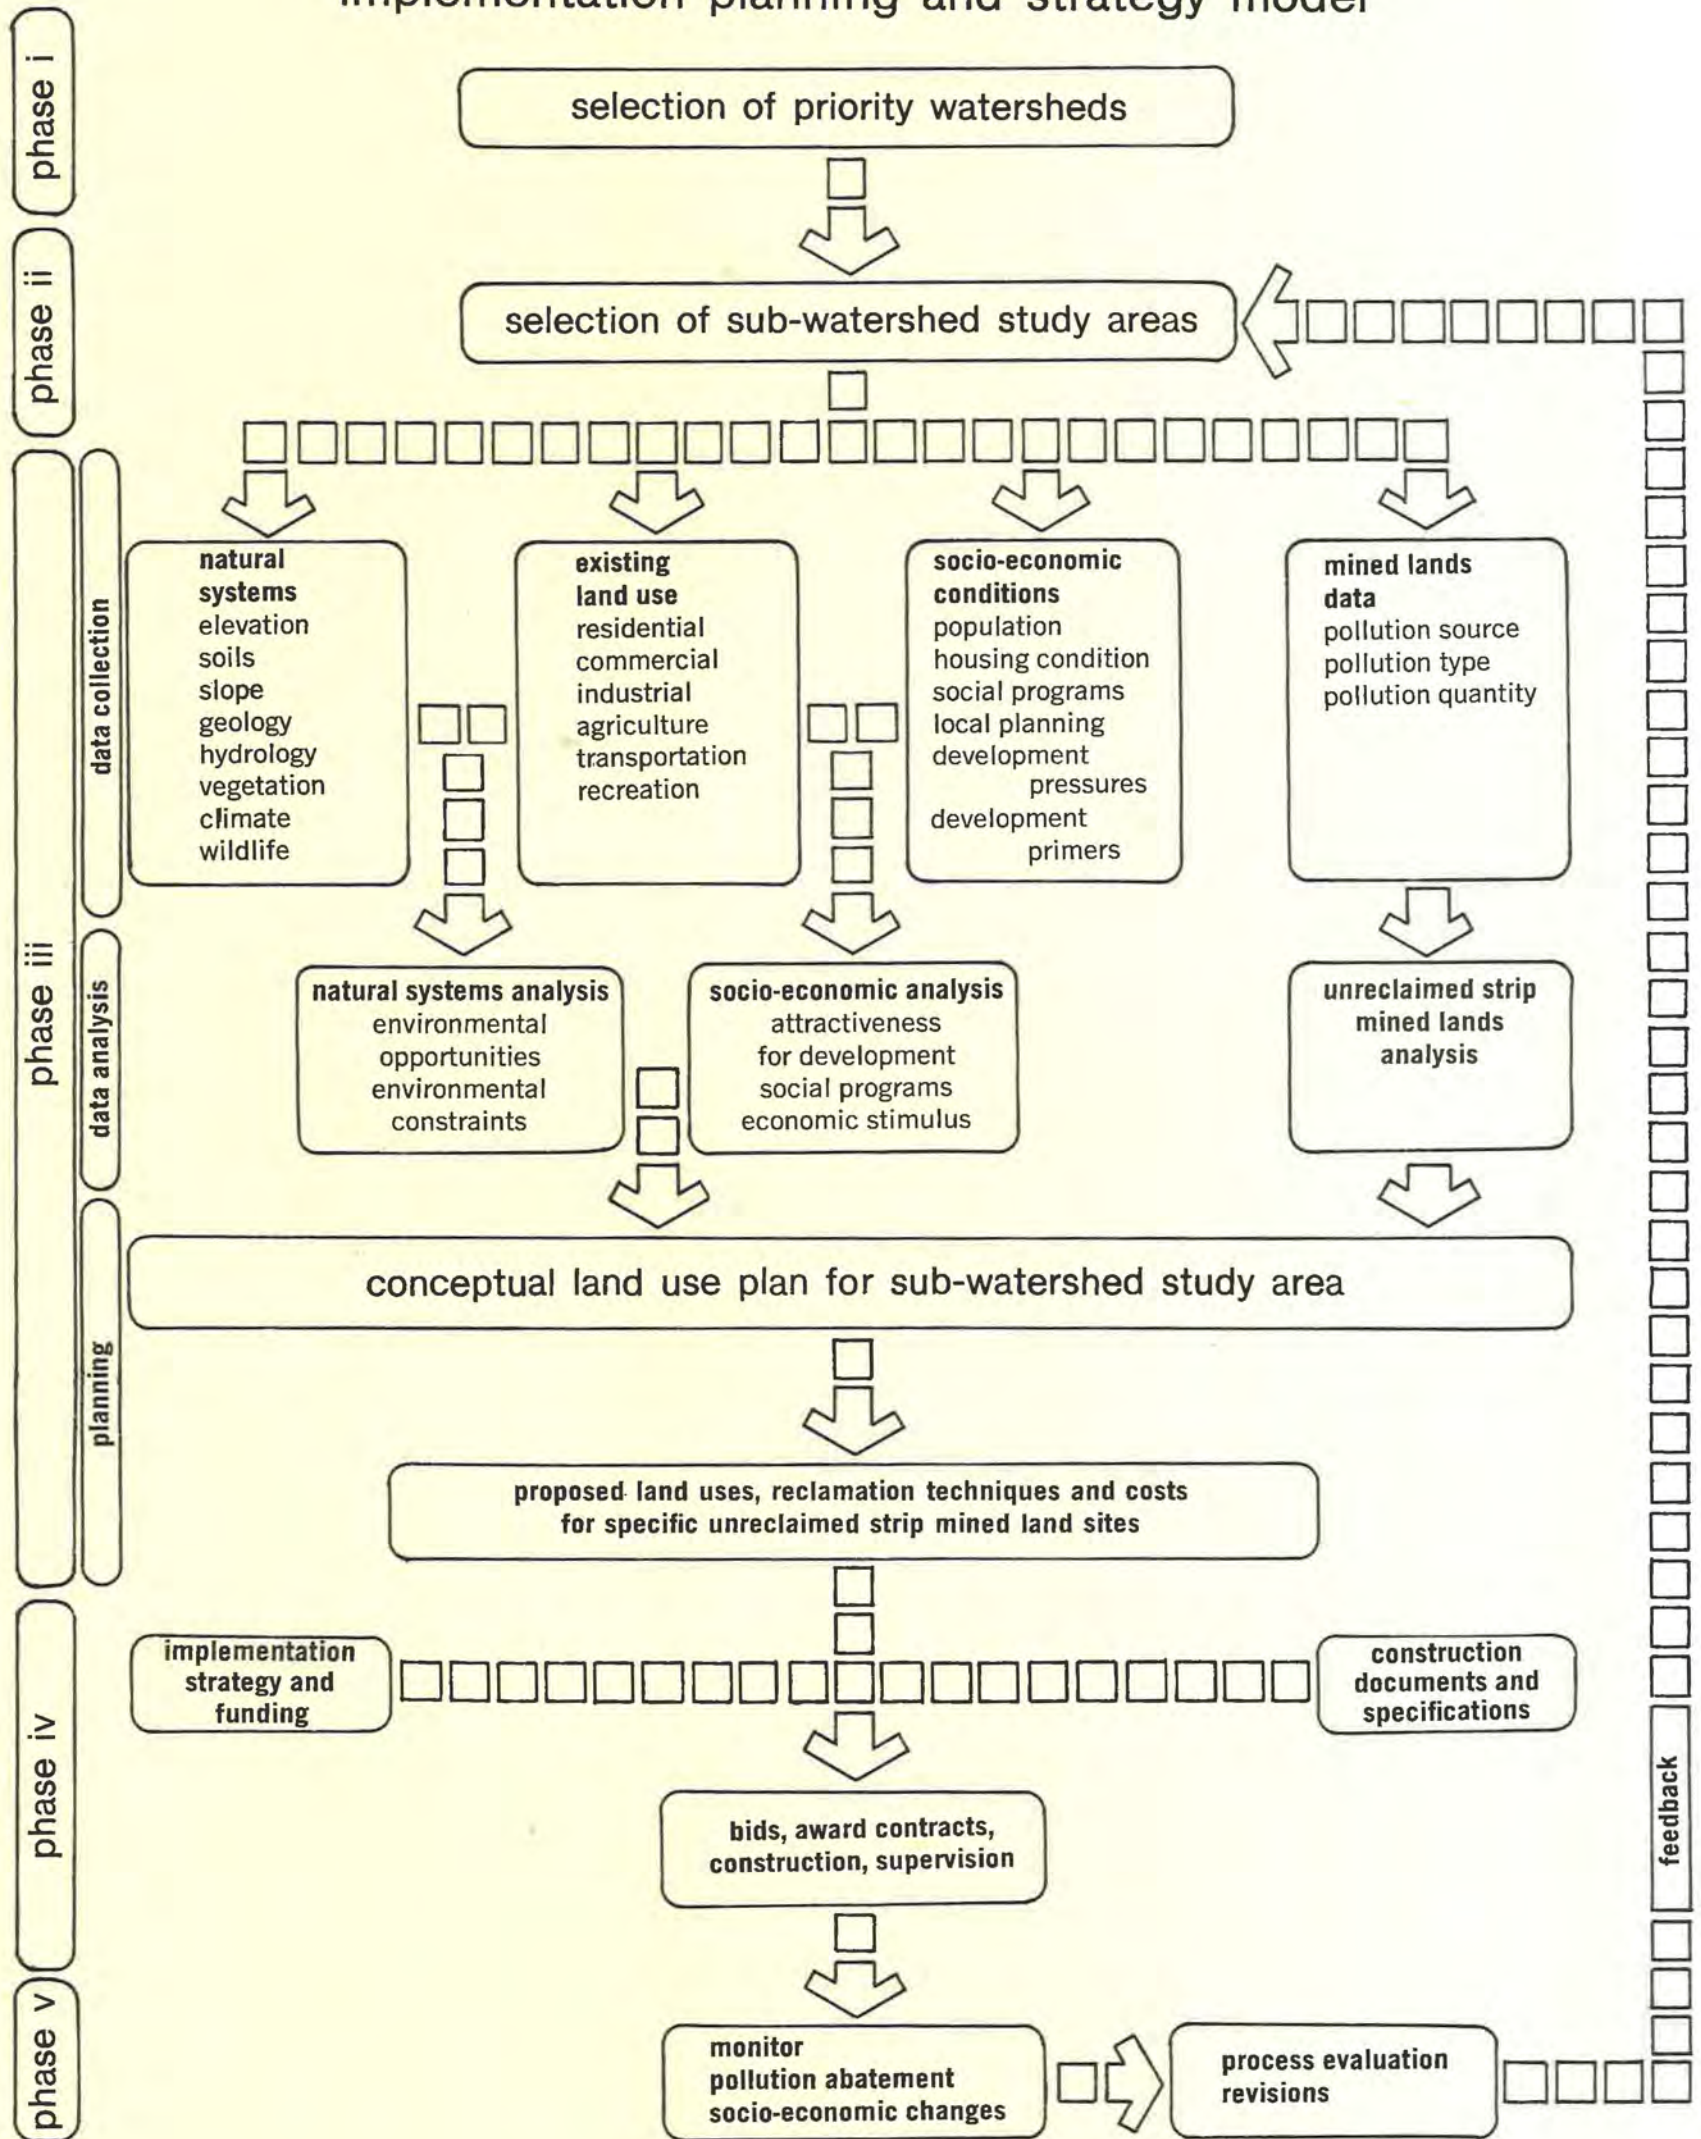 implementation planning and strategy model
phase i
selection of priority watersheds
phase ii
selection of sub-watershed study areas
phase iii
data collection
natural
systems
elevation
soils
slope
geology
hydrology
vegetation
climate
wildlife
existing
land use
residential
commercial
industrial
agriculture
transportation
recreation
socio-economic
conditions
population
housing condition
social programs
local planning
development
pressures
development
primers
mined lands
data
pollution source
pollution type
pollution quantity
data analysis
natural systems analysis
environmental
opportunities
environmental
constraints
socio-economic analysis
attractiveness
for development
social programs
economic stimulus
unreclaimed strip
mined lands
analysis
planning
conceptual land use plan for sub-watershed study area
proposed land uses, reclamation techniques and costs
for specific unreclaimed strip mined land sites
phase iv
implementation
strategy and
funding
construction
documents and
specifications
bids, award contracts,
construction, supervision
feedback
phase v
monitor
pollution abatement
socio-economic changes
process evaluation
revisions